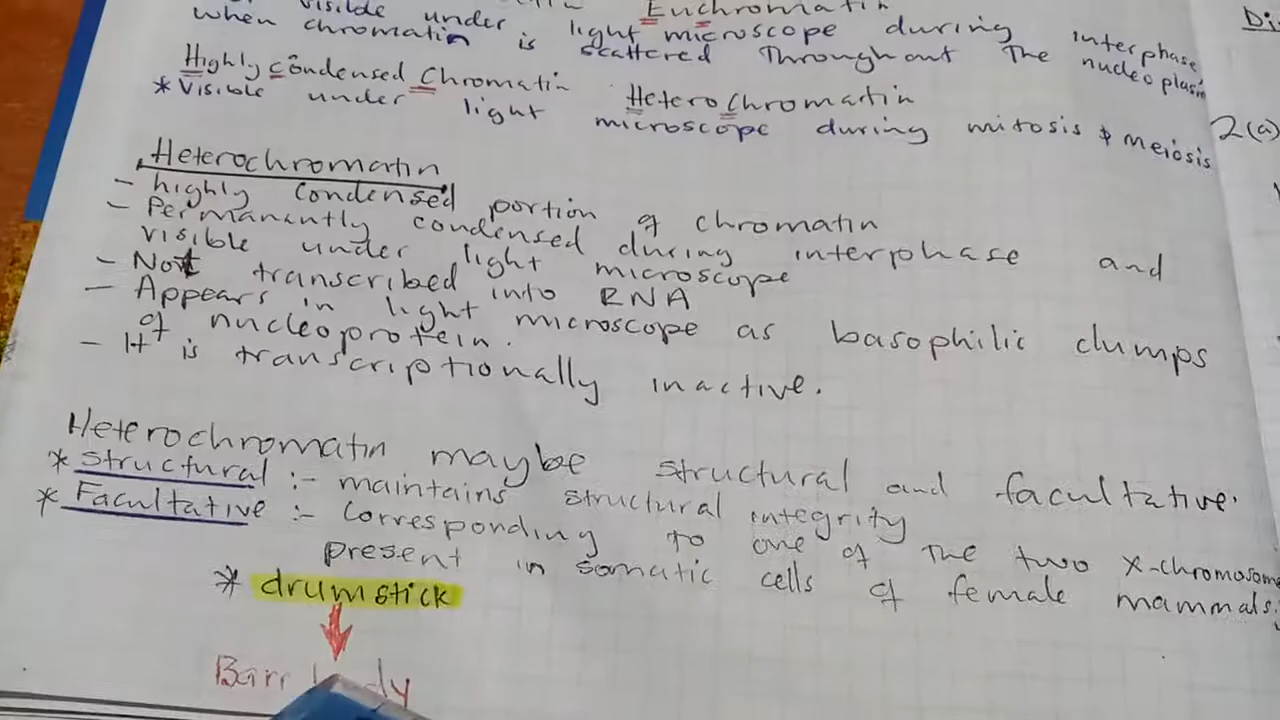 visible under light microscope during interphase
when chromatin is scattered Throughout The nucleoplasm
Euchromatin
Highly condensed Chromatin Heterochromatin
* Visible under light microscope during mitosis & meiosis
2(a)
Heterochromatin
- highly condensed portion of chromatin
- Permanantly condensed during interphase and
visible under light microscope
- Not transcribed into RNA
- Appears in light microscope as basophilic clumps
of nucleoprotein.
- It is transcriptionally inactive.
Heterochromatin maybe structural and facultative.
* Structural :- maintains structural integrity
* Facultative :- Corresponding to one of The two X-chromosome
present in somatic cells of female mammals.
* drumstick
Barr